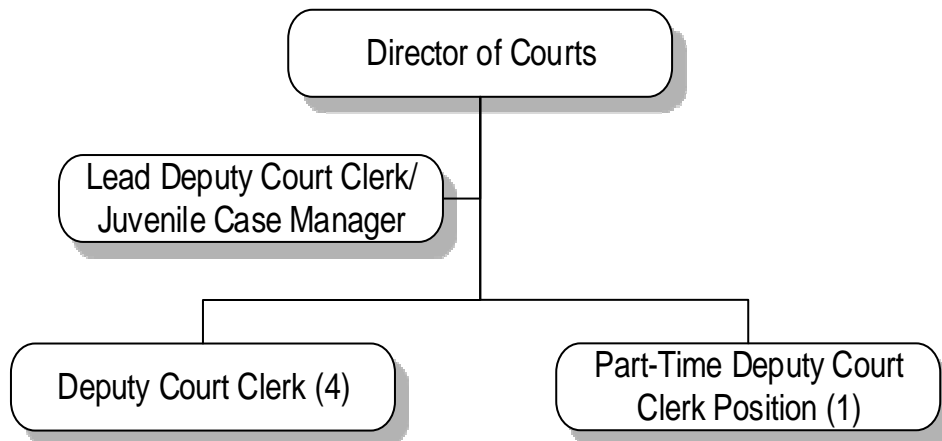 Director of Courts
Lead Deputy Court Clerk/
Juvenile Case Manager
Deputy Court Clerk (4)
Part-Time Deputy Court
Clerk Position (1)